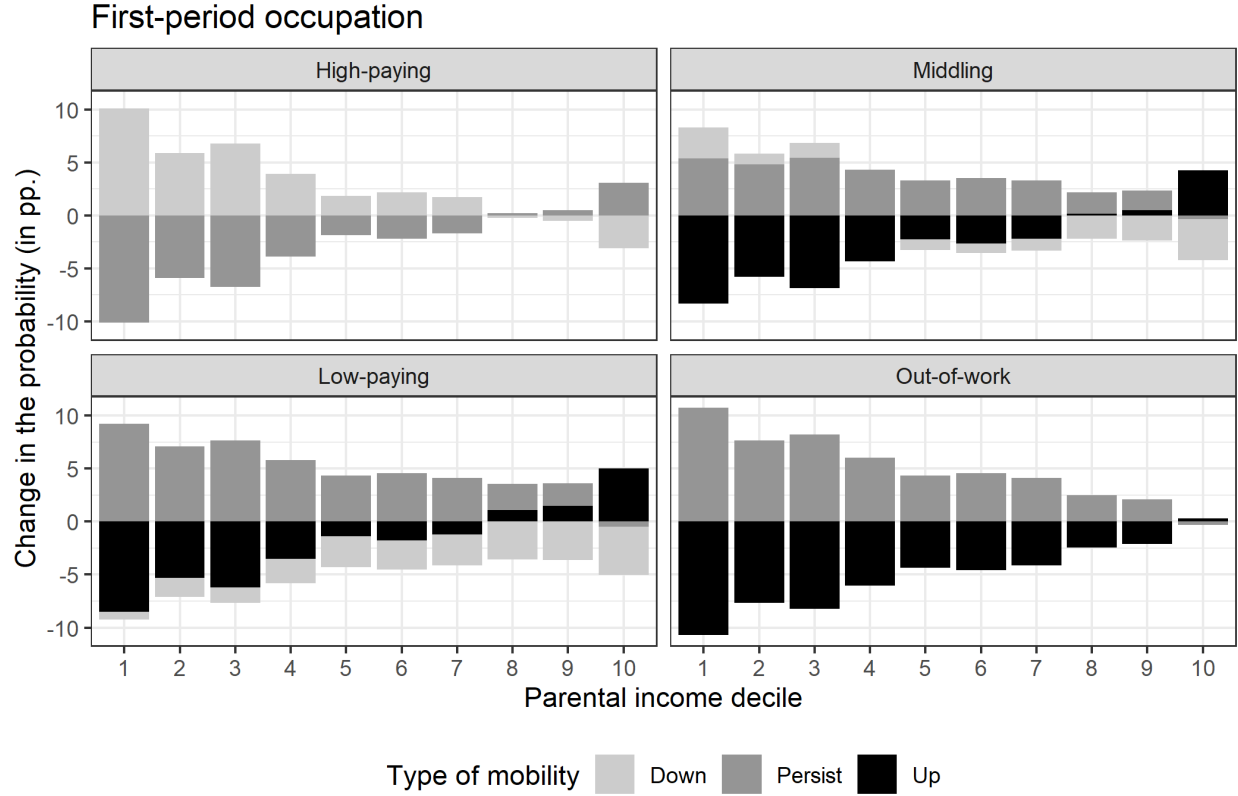 First-period occupation
High-paying
Middling
10
5
0
-5
-10
Low-paying
Out-of-work
10
5
0
-5
-10
1 2 3 4 5 6 7 8 9 10
1 2 3 4 5 6 7 8 9 10
Change in the probability (in pp.)
Parental income decile
Type of mobility
Down
Persist
Up